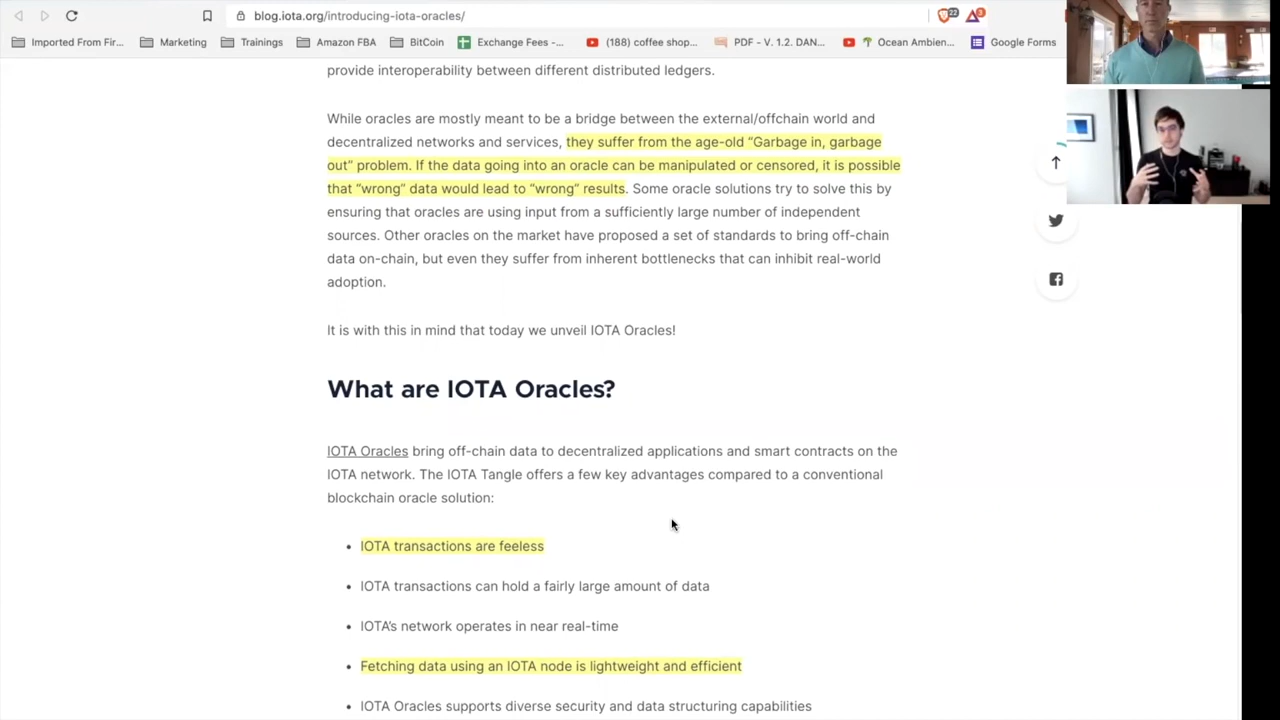 blog.iota.org/introducing-iota-oracles/
22
3
Imported From Fir...
Marketing
Trainings
Amazon FBA
BitCoin
Exchange Fees -...
(188) coffee shop...
PDF - V. 1.2. DAN...
Ocean Ambien...
Google Forms
provide interoperability between different distributed ledgers.
While oracles are mostly meant to be a bridge between the external/offchain world and
decentralized networks and services, they suffer from the age-old “Garbage in, garbage
out” problem. If the data going into an oracle can be manipulated or censored, it is possible
that “wrong” data would lead to “wrong” results. Some oracle solutions try to solve this by
ensuring that oracles are using input from a sufficiently large number of independent
sources. Other oracles on the market have proposed a set of standards to bring off-chain
data on-chain, but even they suffer from inherent bottlenecks that can inhibit real-world
adoption.
It is with this in mind that today we unveil IOTA Oracles!
What are IOTA Oracles?
IOTA Oracles bring off-chain data to decentralized applications and smart contracts on the
IOTA network. The IOTA Tangle offers a few key advantages compared to a conventional
blockchain oracle solution:
• IOTA transactions are feeless
• IOTA transactions can hold a fairly large amount of data
• IOTA’s network operates in near real-time
• Fetching data using an IOTA node is lightweight and efficient
• IOTA Oracles supports diverse security and data structuring capabilities